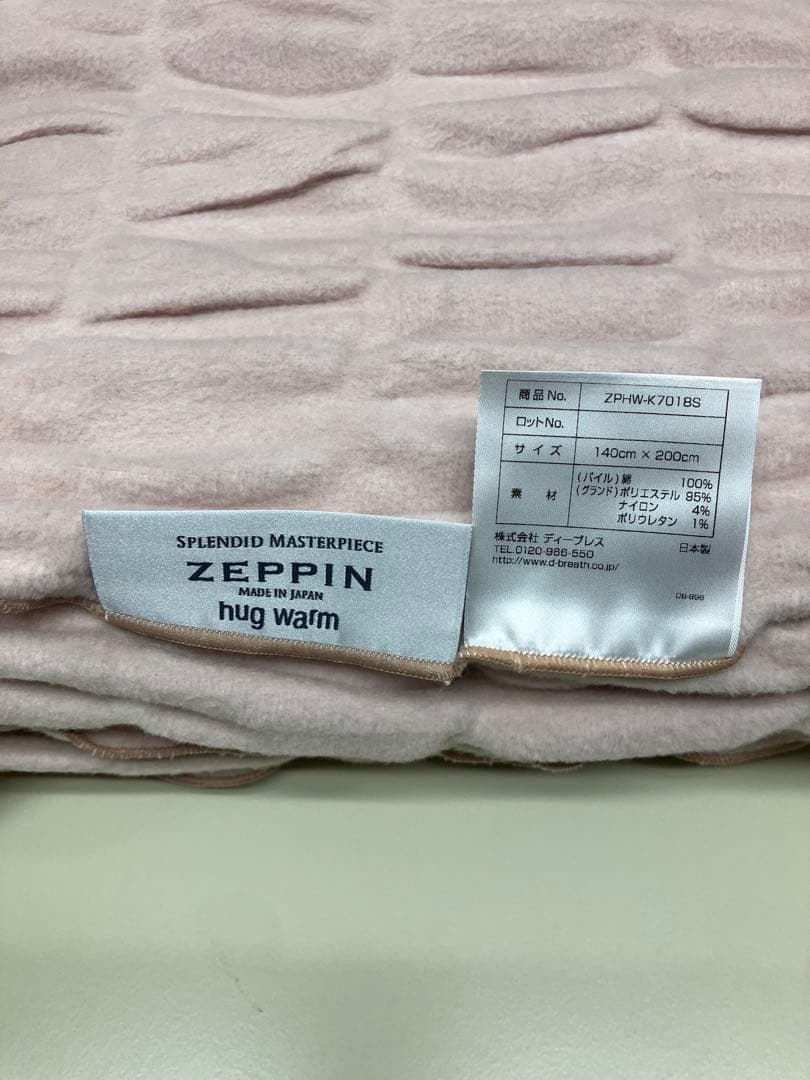 SPLENDID MASTERPIECE
ZEPPIN
MADE IN JAPAN
hug warm
商品No. ZPHW-K701BS
ロットNo.
サイズ 140cm × 200cm
素材 (パイル)綿 100%
(グランド)ポリエステル 95%
ナイロン 4%
ポリウレタン 1%
株式会社 ディーブレス 日本製
TEL.0120-966-550
http://www.d-breath.co.jp/